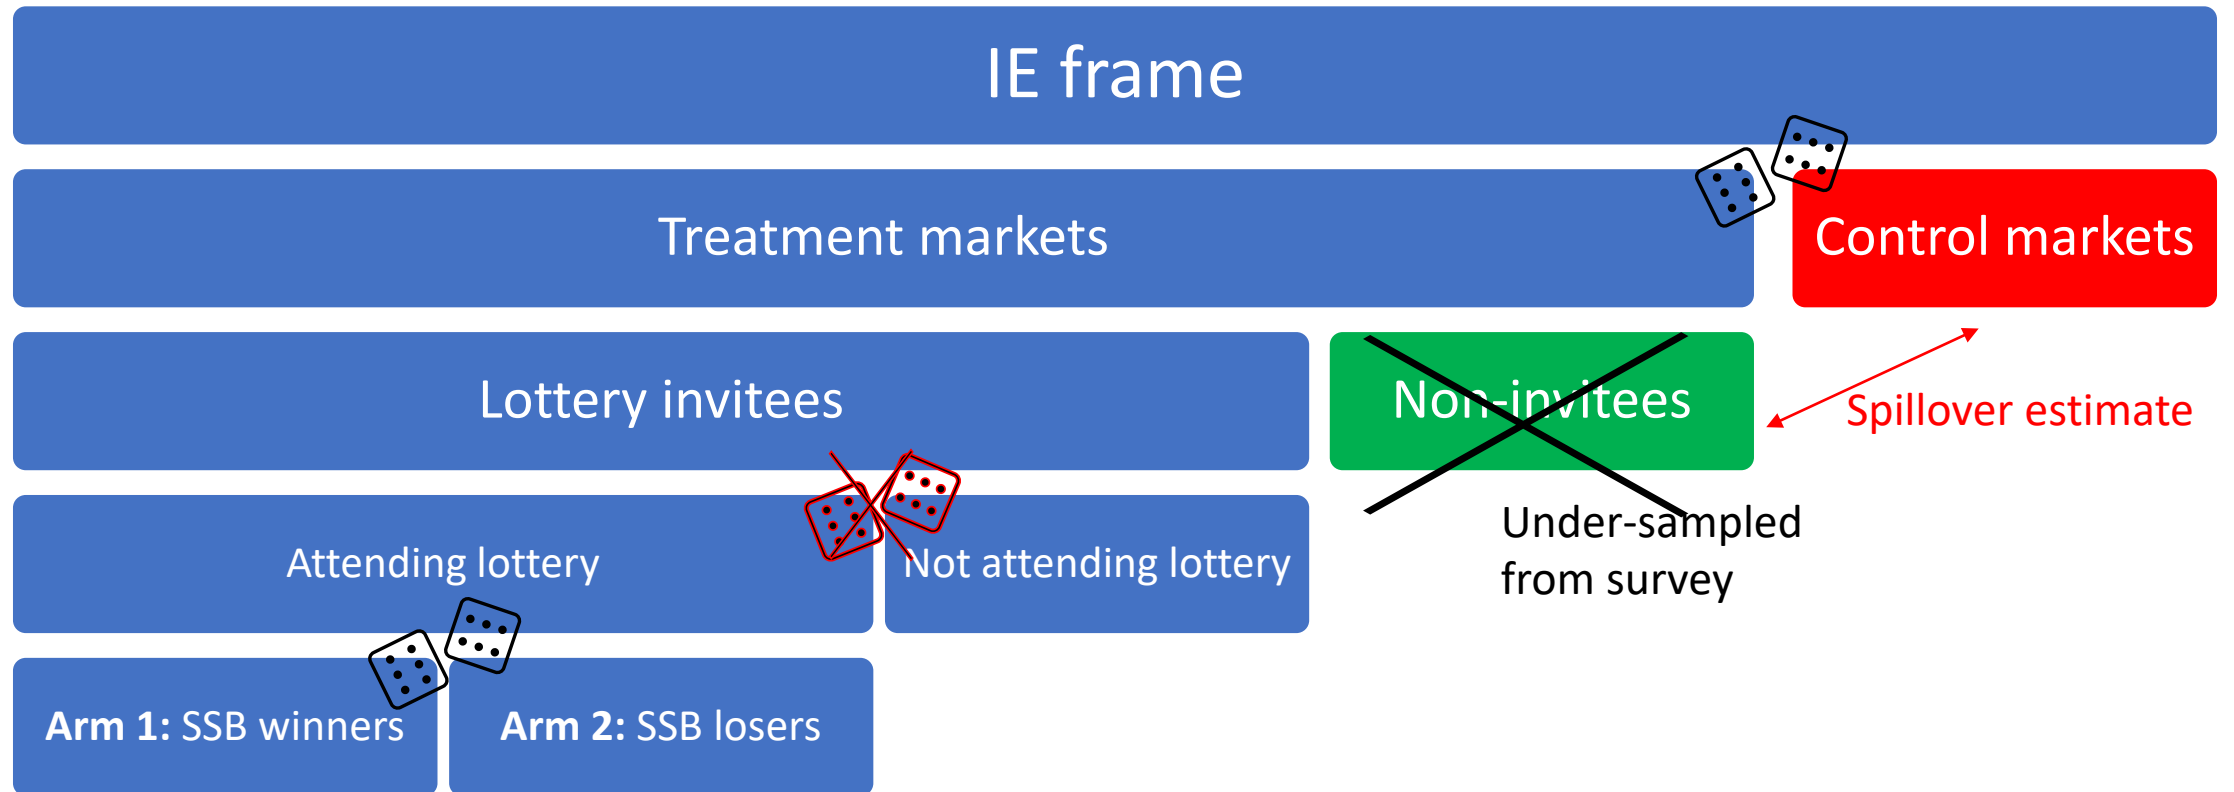 IE frame
Treatment markets
Control markets
Lottery invitees
Non-invitees
Spillover estimate
Under-sampled
from survey
Attending lottery
Not attending lottery
Arm 1: SSB winners
Arm 2: SSB losers